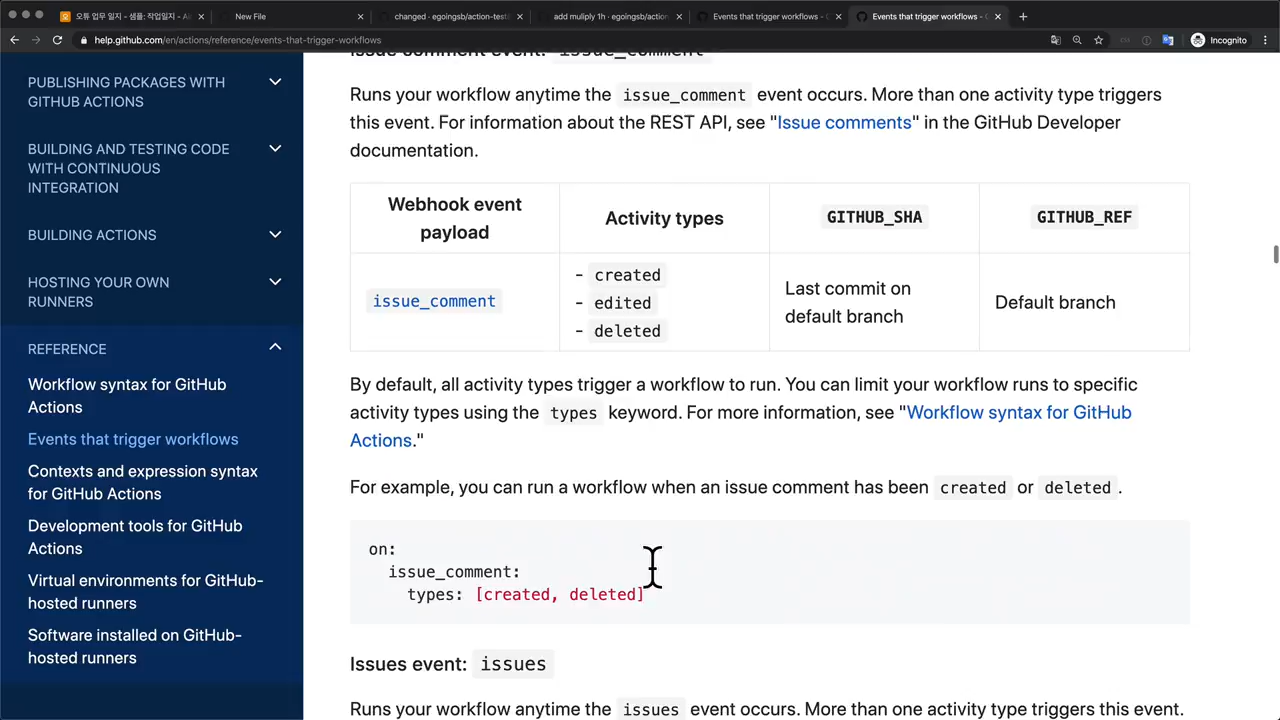 오튜 작업 일지 - 샘플: 작업일지 - Ai
New File
changed · egoingsb/action-testi
add muliply 1h · egoingsb/actio
Events that trigger workflows -
Events that trigger workflows -
help.github.com/en/actions/reference/events-that-trigger-workflows
Incognito
PUBLISHING PACKAGES WITH
GITHUB ACTIONS
BUILDING AND TESTING CODE
WITH CONTINUOUS
INTEGRATION
BUILDING ACTIONS
HOSTING YOUR OWN
RUNNERS
REFERENCE
Workflow syntax for GitHub
Actions
Events that trigger workflows
Contexts and expression syntax
for GitHub Actions
Development tools for GitHub
Actions
Virtual environments for GitHub-
hosted runners
Software installed on GitHub-
hosted runners
Issue comment event: issue_comment
Runs your workflow anytime the issue_comment event occurs. More than one activity type triggers
this event. For information about the REST API, see "Issue comments" in the GitHub Developer
documentation.
Webhook event
payload
Activity types
GITHUB_SHA
GITHUB_REF
issue_comment
- created
- edited
- deleted
Last commit on
default branch
Default branch
By default, all activity types trigger a workflow to run. You can limit your workflow runs to specific
activity types using the types keyword. For more information, see "Workflow syntax for GitHub
Actions."
For example, you can run a workflow when an issue comment has been created or deleted.
on:
issue_comment:
types: [created, deleted]
Issues event: issues
Runs your workflow anytime the issues event occurs. More than one activity type triggers this event.